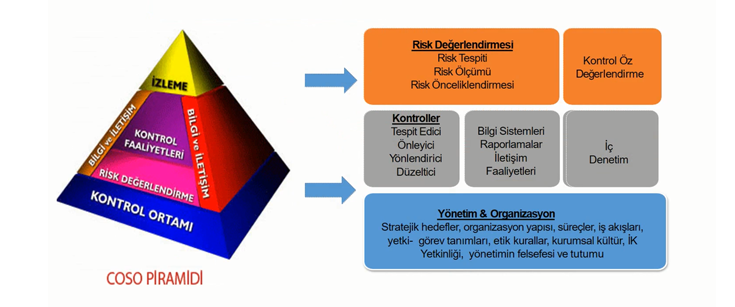 İZLEME
BİLGİ ve İLETİŞİM
KONTROL
FAALİYETLERİ
BİLGİ ve İLETİŞİM
RİSK DEĞERLENDİRME
KONTROL ORTAMI
COSO PİRAMİDİ
Risk Değerlendirmesi
Risk Tespiti
Risk Ölçümü
Risk Önceliklendirmesi
Kontrol Öz
Değerlendirme
Kontroller
Tespit Edici
Önleyici
Yönlendirici
Düzeltici
Bilgi Sistemleri
Raporlamalar
İletişim
Faaliyetleri
İç
Denetim
Yönetim & Organizasyon
Stratejik hedefler, organizasyon yapısı, süreçler, iş akışları,
yetki- görev tanımları, etik kurallar, kurumsal kültür, İK
Yetkinliği, yönetimin felsefesi ve tutumu